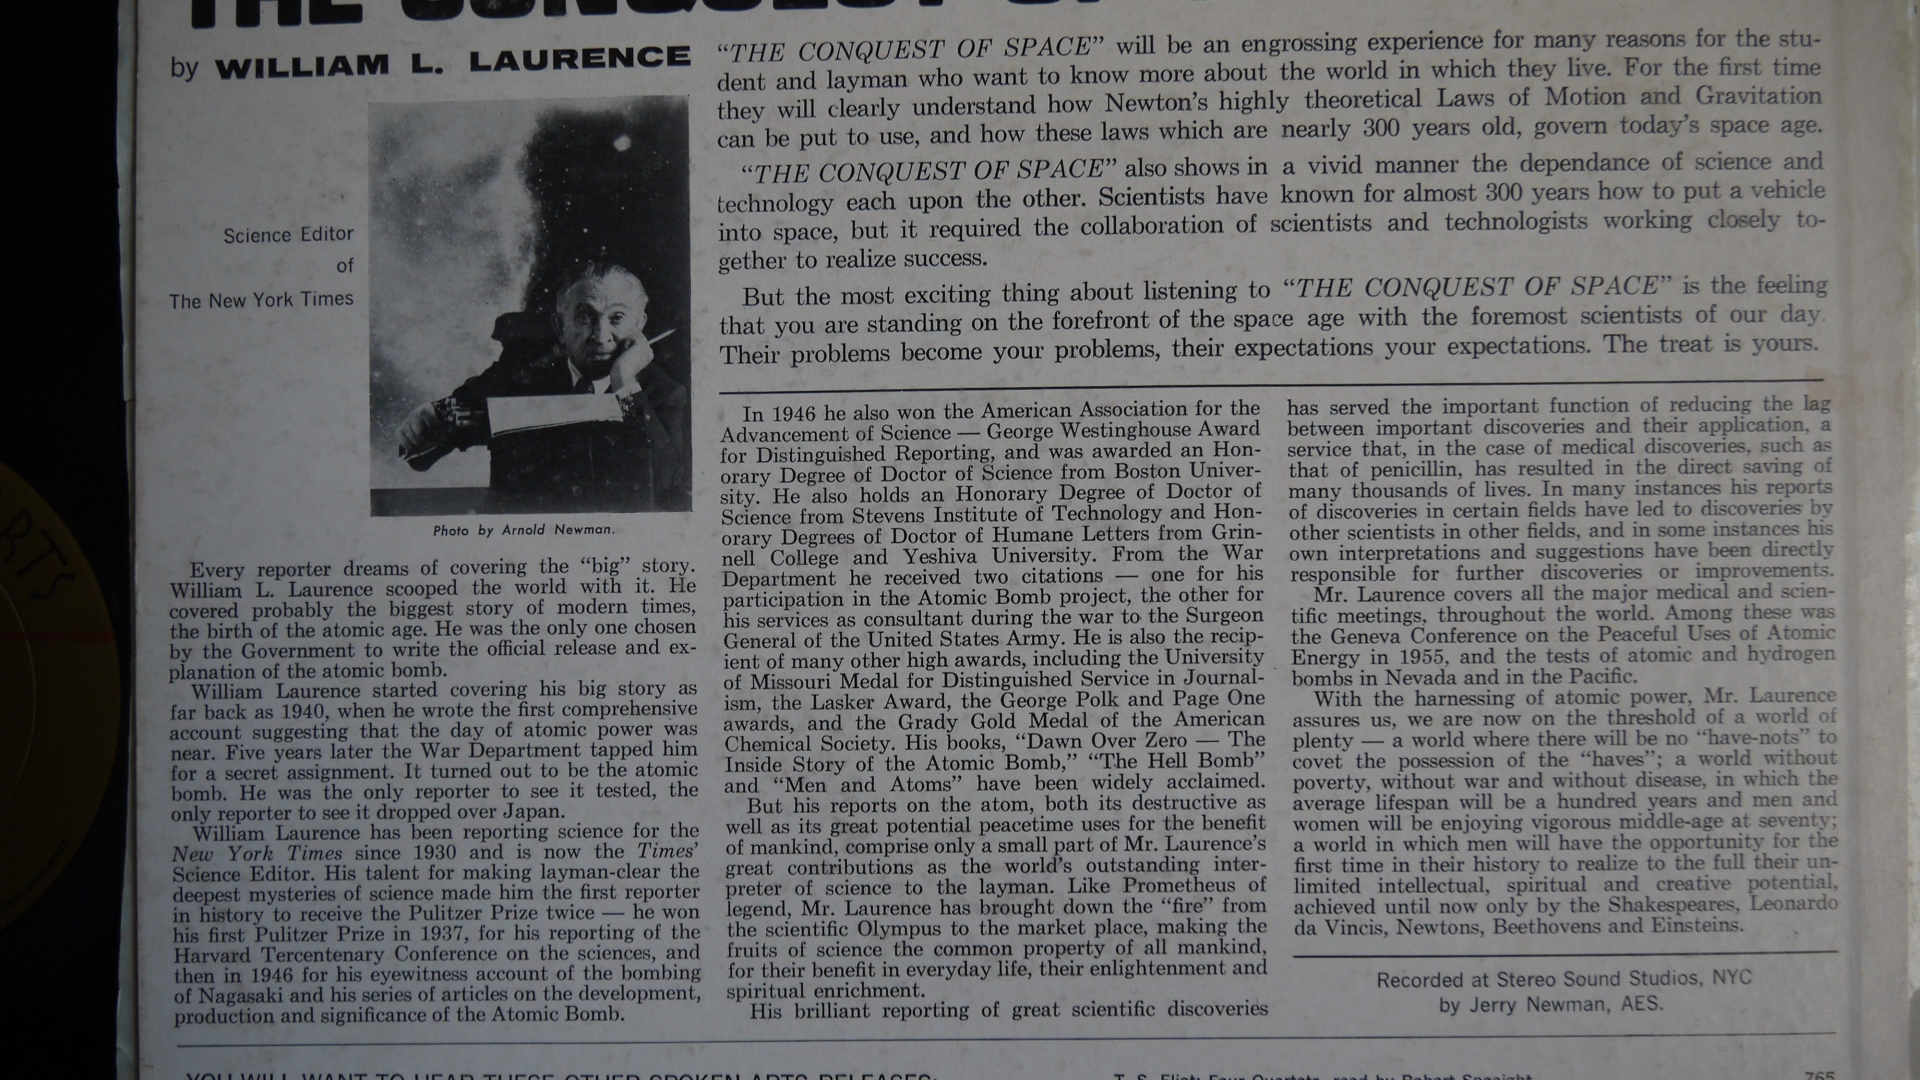 THE CONQUEST OF
by WILLIAM L. LAURENCE
Science Editor
of
The New York Times
Photo by Arnold Newman.
“THE CONQUEST OF SPACE” will be an engrossing experience for many reasons for the stu-
dent and layman who want to know more about the world in which they live. For the first time
they will clearly understand how Newton’s highly theoretical Laws of Motion and Gravitation
can be put to use, and how these laws which are nearly 300 years old, govern today’s space age.
“THE CONQUEST OF SPACE” also shows in a vivid manner the dependance of science and
technology each upon the other. Scientists have known for almost 300 years how to put a vehicle
into space, but it required the collaboration of scientists and technologists working closely to-
gether to realize success.
But the most exciting thing about listening to “THE CONQUEST OF SPACE” is the feeling
that you are standing on the forefront of the space age with the foremost scientists of our day.
Their problems become your problems, their expectations your expectations. The treat is yours.
Every reporter dreams of covering the “big” story.
William L. Laurence scooped the world with it. He
covered probably the biggest story of modern times,
the birth of the atomic age. He was the only one chosen
by the Government to write the official release and ex-
planation of the atomic bomb.
William Laurence started covering his big story as
far back as 1940, when he wrote the first comprehensive
account suggesting that the day of atomic power was
near. Five years later the War Department tapped him
for a secret assignment. It turned out to be the atomic
bomb. He was the only reporter to see it tested, the
only reporter to see it dropped over Japan.
William Laurence has been reporting science for the
New York Times since 1930 and is now the Times’
Science Editor. His talent for making layman-clear the
deepest mysteries of science made him the first reporter
in history to receive the Pulitzer Prize twice — he won
his first Pulitzer Prize in 1937, for his reporting of the
Harvard Tercentenary Conference on the sciences, and
then in 1946 for his eyewitness account of the bombing
of Nagasaki and his series of articles on the development,
production and significance of the Atomic Bomb.
In 1946 he also won the American Association for the
Advancement of Science — George Westinghouse Award
for Distinguished Reporting, and was awarded an Hon-
orary Degree of Doctor of Science from Boston Univer-
sity. He also holds an Honorary Degree of Doctor of
Science from Stevens Institute of Technology and Hon-
orary Degrees of Doctor of Humane Letters from Grin-
nell College and Yeshiva University. From the War
Department he received two citations — one for his
participation in the Atomic Bomb project, the other for
his services as consultant during the war to the Surgeon
General of the United States Army. He is also the recip-
ient of many other high awards, including the University
of Missouri Medal for Distinguished Service in Journal-
ism, the Lasker Award, the George Polk and Page One
awards, and the Grady Gold Medal of the American
Chemical Society. His books, “Dawn Over Zero — The
Inside Story of the Atomic Bomb,” “The Hell Bomb”
and “Men and Atoms” have been widely acclaimed.
But his reports on the atom, both its destructive as
well as its great potential peacetime uses for the benefit
of mankind, comprise only a small part of Mr. Laurence’s
great contributions as the world’s outstanding inter-
preter of science to the layman. Like Prometheus of
legend, Mr. Laurence has brought down the “fire” from
the scientific Olympus to the market place, making the
fruits of science the common property of all mankind,
for their benefit in everyday life, their enlightenment and
spiritual enrichment.
His brilliant reporting of great scientific discoveries
has served the important function of reducing the lag
between important discoveries and their application, a
service that, in the case of medical discoveries, such as
that of penicillin, has resulted in the direct saving of
many thousands of lives. In many instances his reports
of discoveries in certain fields have led to discoveries by
other scientists in other fields, and in some instances his
own interpretations and suggestions have been directly
responsible for further discoveries or improvements.
Mr. Laurence covers all the major medical and scien-
tific meetings, throughout the world. Among these was
the Geneva Conference on the Peaceful Uses of Atomic
Energy in 1955, and the tests of atomic and hydrogen
bombs in Nevada and in the Pacific.
With the harnessing of atomic power, Mr. Laurence
assures us, we are now on the threshold of a world of
plenty — a world where there will be no “have-nots” to
covet the possession of the “haves”; a world without
poverty, without war and without disease, in which the
average lifespan will be a hundred years and men and
women will be enjoying vigorous middle-age at seventy;
a world in which men will have the opportunity for the
first time in their history to realize to the full their un-
limited intellectual, spiritual and creative potential,
achieved until now only by the Shakespeares, Leonardo
da Vincis, Newtons, Beethovens and Einsteins.
Recorded at Stereo Sound Studios, NYC
by Jerry Newman, AES.
YOU WILL WANT TO HEAR THESE OTHER SPOKEN ARTS RELEASES:
T. S. Eliot: Four Quartets, read by Robert Speaight
765
RTS